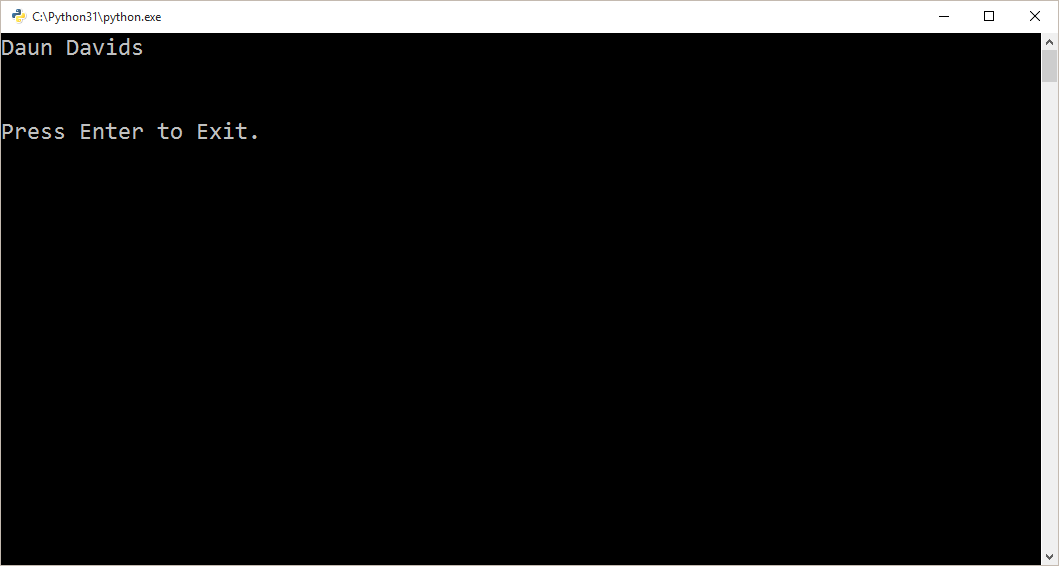 C:\Python31\python.exe
Daun Davids
Press Enter to Exit.